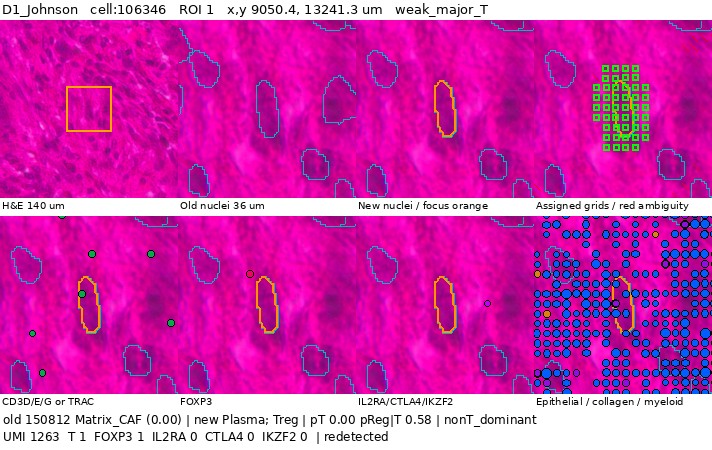 D1_Johnson   cell:106346   ROI 1   x,y 9050.4, 13241.3 um   weak_major_T
H&E 140 um
Old nuclei 36 um
New nuclei / focus orange
Assigned grids / red ambiguity
CD3D/E/G or TRAC
FOXP3
IL2RA/CTLA4/IKZF2
Epithelial / collagen / myeloid
old 150812 Matrix_CAF (0.00) | new Plasma; Treg | pT 0.00 pReg|T 0.58 | nonT_dominant
UMI 1263  T 1  FOXP3 1  IL2RA 0  CTLA4 0  IKZF2 0  | redetected